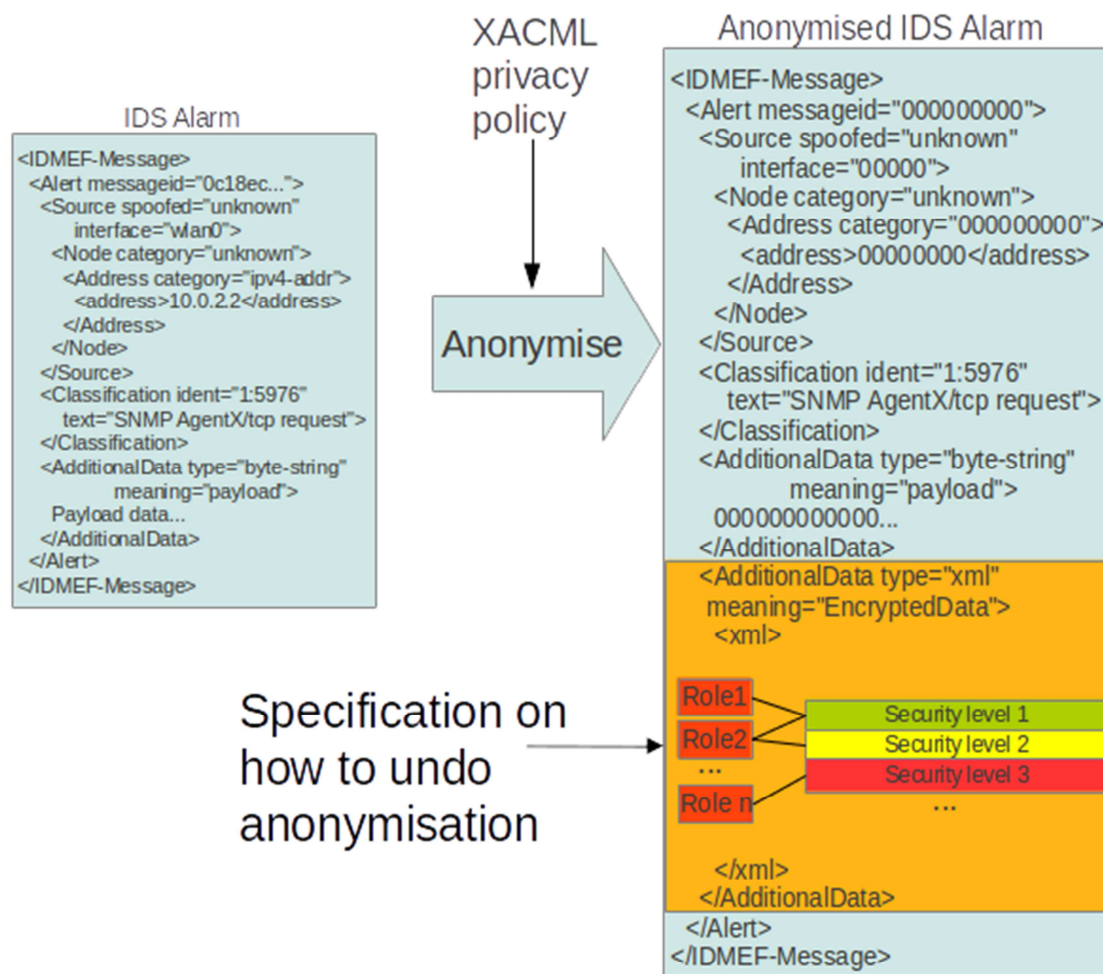 IDS Alarm
<IDMEF-Message>
<Alert messageid="0c18ec...">
<Source spoofed="unknown"
interface="wlan0">
<Node category="unknown">
<Address category="ipv4-addr">
<address>10.0.2.2</address>
</Address>
</Node>
</Source>
<Classification ident="1:5976"
text="SNMP AgentX/tcp request">
</Classification>
<AdditionalData type="byte-string"
meaning="payload">
Payload data...
</AdditionalData>
</Alert>
</IDMEF-Message>
XACML
privacy
policy
Anonymise
Anonymised IDS Alarm
<IDMEF-Message>
<Alert messageid="000000000">
<Source spoofed="unknown"
interface="00000">
<Node category="unknown">
<Address category="000000000">
<address>00000000</address>
</Address>
</Node>
</Source>
<Classification ident="1:5976"
text="SNMP AgentX/tcp request">
</Classification>
<AdditionalData type="byte-string"
meaning="payload">
000000000000...
</AdditionalData>
<AdditionalData type="xml"
meaning="EncryptedData">
<xml>
Role1
Role2
...
Role n
Security level 1
Security level 2
Security level 3
...
</xml>
</AdditionalData>
</Alert>
</IDMEF-Message>
Specification on
how to undo
anonymisation